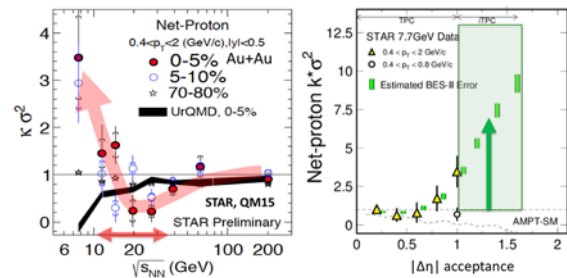 Net-Proton
0.4<p_T<2 (GeV/c),|y|<0.5
0-5% Au+Au
5-10%
70-80%
UrQMD, 0-5%
STAR, QM15
STAR Preliminary
κ σ²
4
3
2
1
0
6 10 20 100 200
√s_NN (GeV)
TPC
iTPC
STAR 7.7GeV Data
0.4 < p_T < 2 GeV/c
0.4 < p_T < 0.8 GeV/c
Estimated BES-II Error
Net-proton k*σ²
12.5
10
7.5
5
2.5
1
0
AMPT-SM
0 0.5 1 1.5 2
|Δη| acceptance